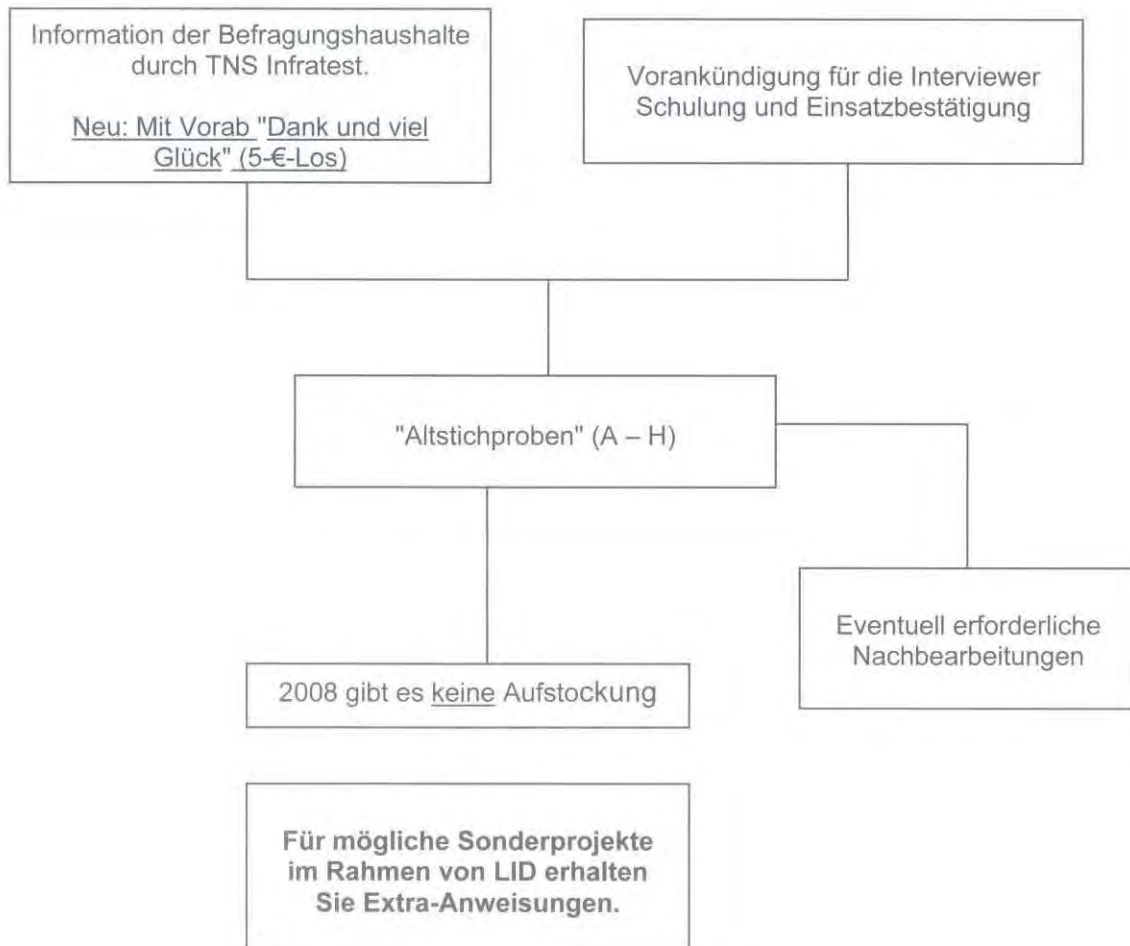 Information der Befragungshaushalte
durch TNS Infratest.
Neu: Mit Vorab "Dank und viel
Glück" (5-€-Los)
Vorankündigung für die Interviewer
Schulung und Einsatzbestätigung
"Altstichproben" (A – H)
Eventuell erforderliche
Nachbearbeitungen
2008 gibt es keine Aufstockung
Für mögliche Sonderprojekte
im Rahmen von LID erhalten
Sie Extra-Anweisungen.